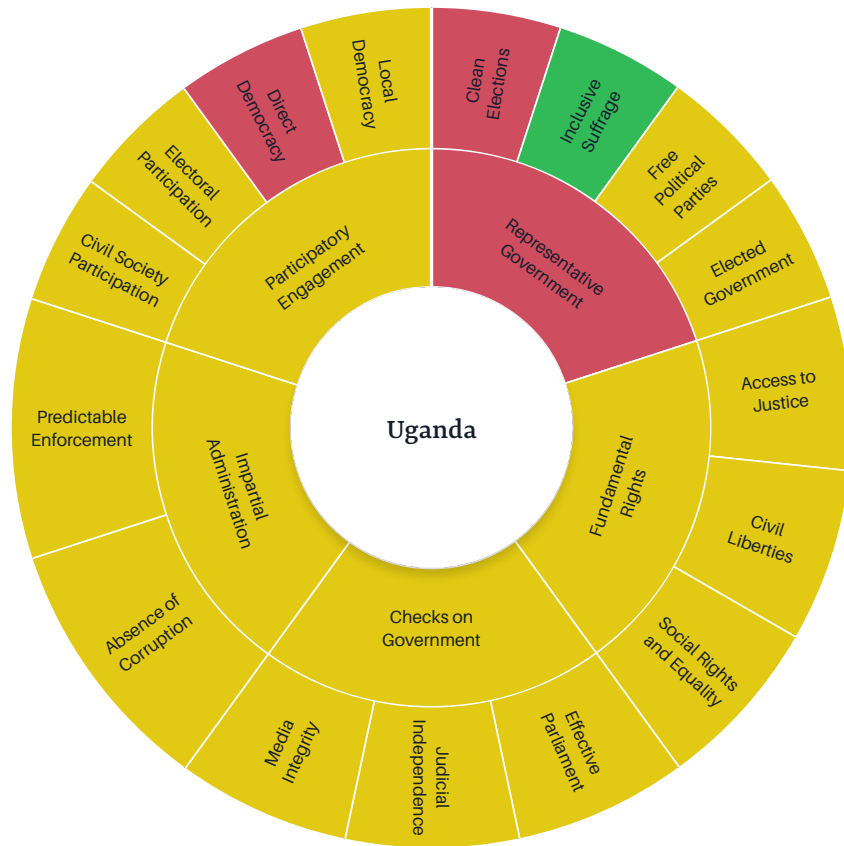 Uganda
Representative
Government
Fundamental
Rights
Checks on
Government
Impartial
Administration
Participatory
Engagement
Clean
Elections
Inclusive
Suffrage
Free
Political
Parties
Elected
Government
Access to
Justice
Civil
Liberties
Social Rights
and Equality
Effective
Parliament
Judicial
Independence
Media
Integrity
Absence of
Corruption
Predictable
Enforcement
Civil Society
Participation
Electoral
Participation
Direct
Democracy
Local
Democracy